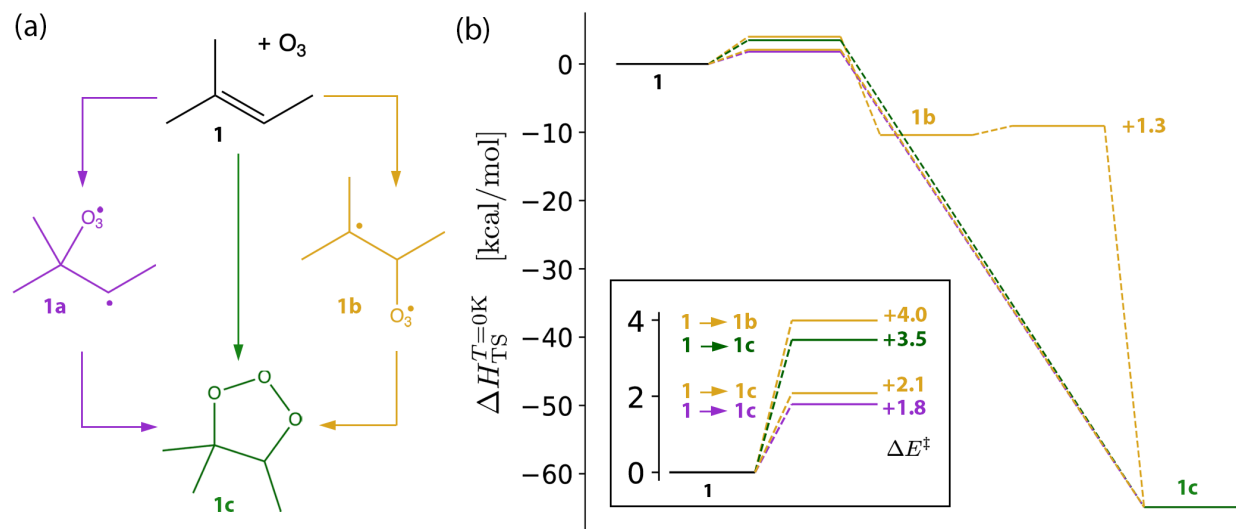 (a)
+ O₃
1
O₃•
1a
•
•
1b
O₃•
O
O
O
1c
(b)
ΔH_TS^{T=0K} [kcal/mol]
0
−10
−20
−30
−40
−50
−60
1
1b
+1.3
1c
4
2
0
1 → 1b
+4.0
1 → 1c
+3.5
1 → 1c
+2.1
1 → 1c
+1.8
ΔE‡
1